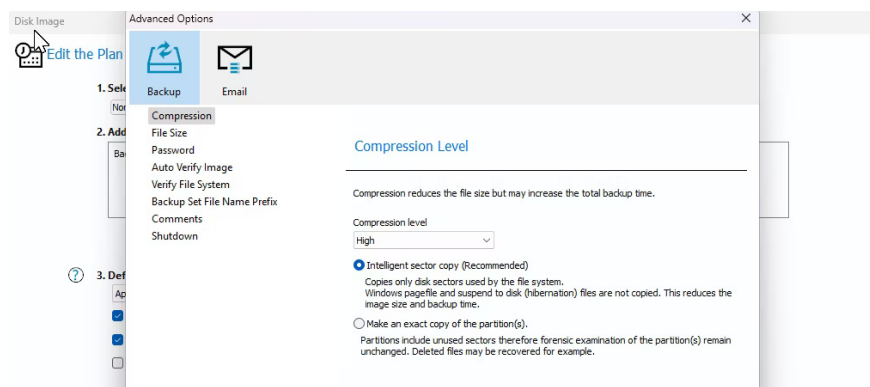 Disk Image
Advanced Options
Edit the Plan
Backup
Email
1. Sele
2. Add
3. Def
Compression
File Size
Password
Auto Verify Image
Verify File System
Backup Set File Name Prefix
Comments
Shutdown
Compression Level
Compression reduces the file size but may increase the total backup time.
Compression level
High
Intelligent sector copy (Recommended)
Copies only disk sectors used by the file system.
Windows pagefile and suspend to disk (hibernation) files are not copied. This reduces the
image size and backup time.
Make an exact copy of the partition(s).
Partitions include unused sectors therefore forensic examination of the partition(s) remain
unchanged. Deleted files may be recovered for example.